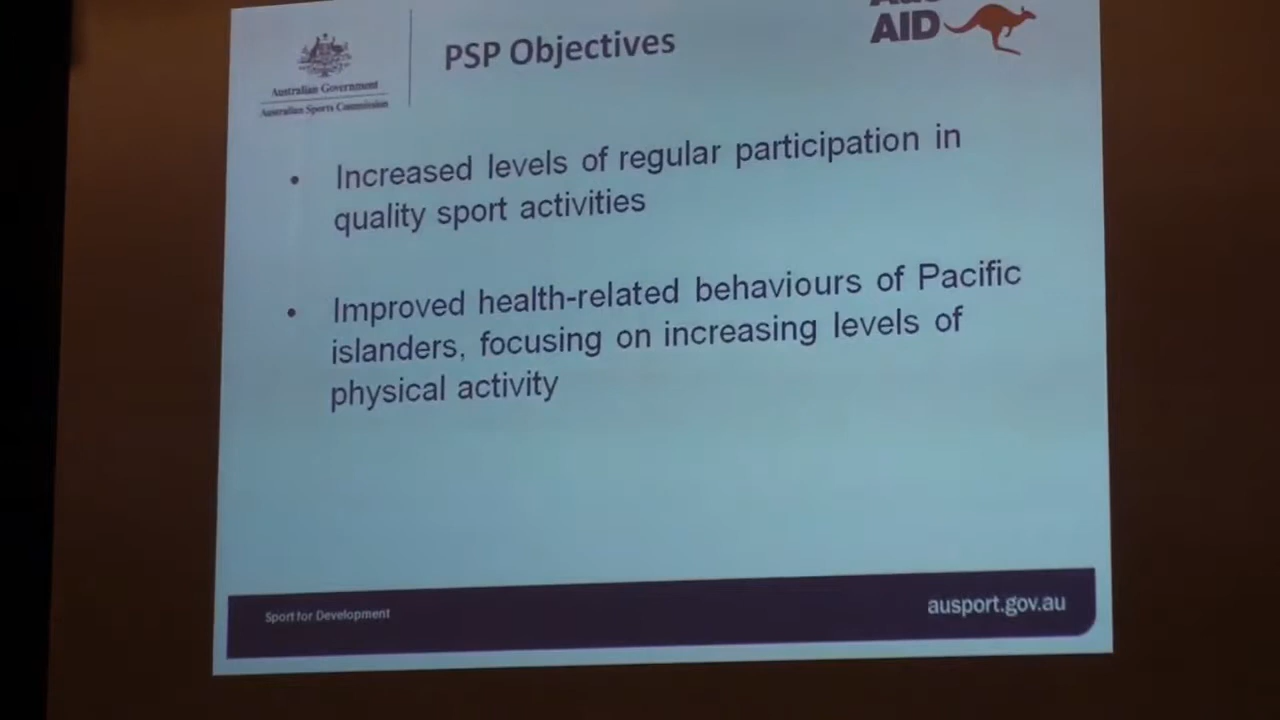 AID
PSP Objectives
Australian Government
Australian Sports Commission
• Increased levels of regular participation in
quality sport activities
• Improved health-related behaviours of Pacific
islanders, focusing on increasing levels of
physical activity
Sport for Development
ausport.gov.au